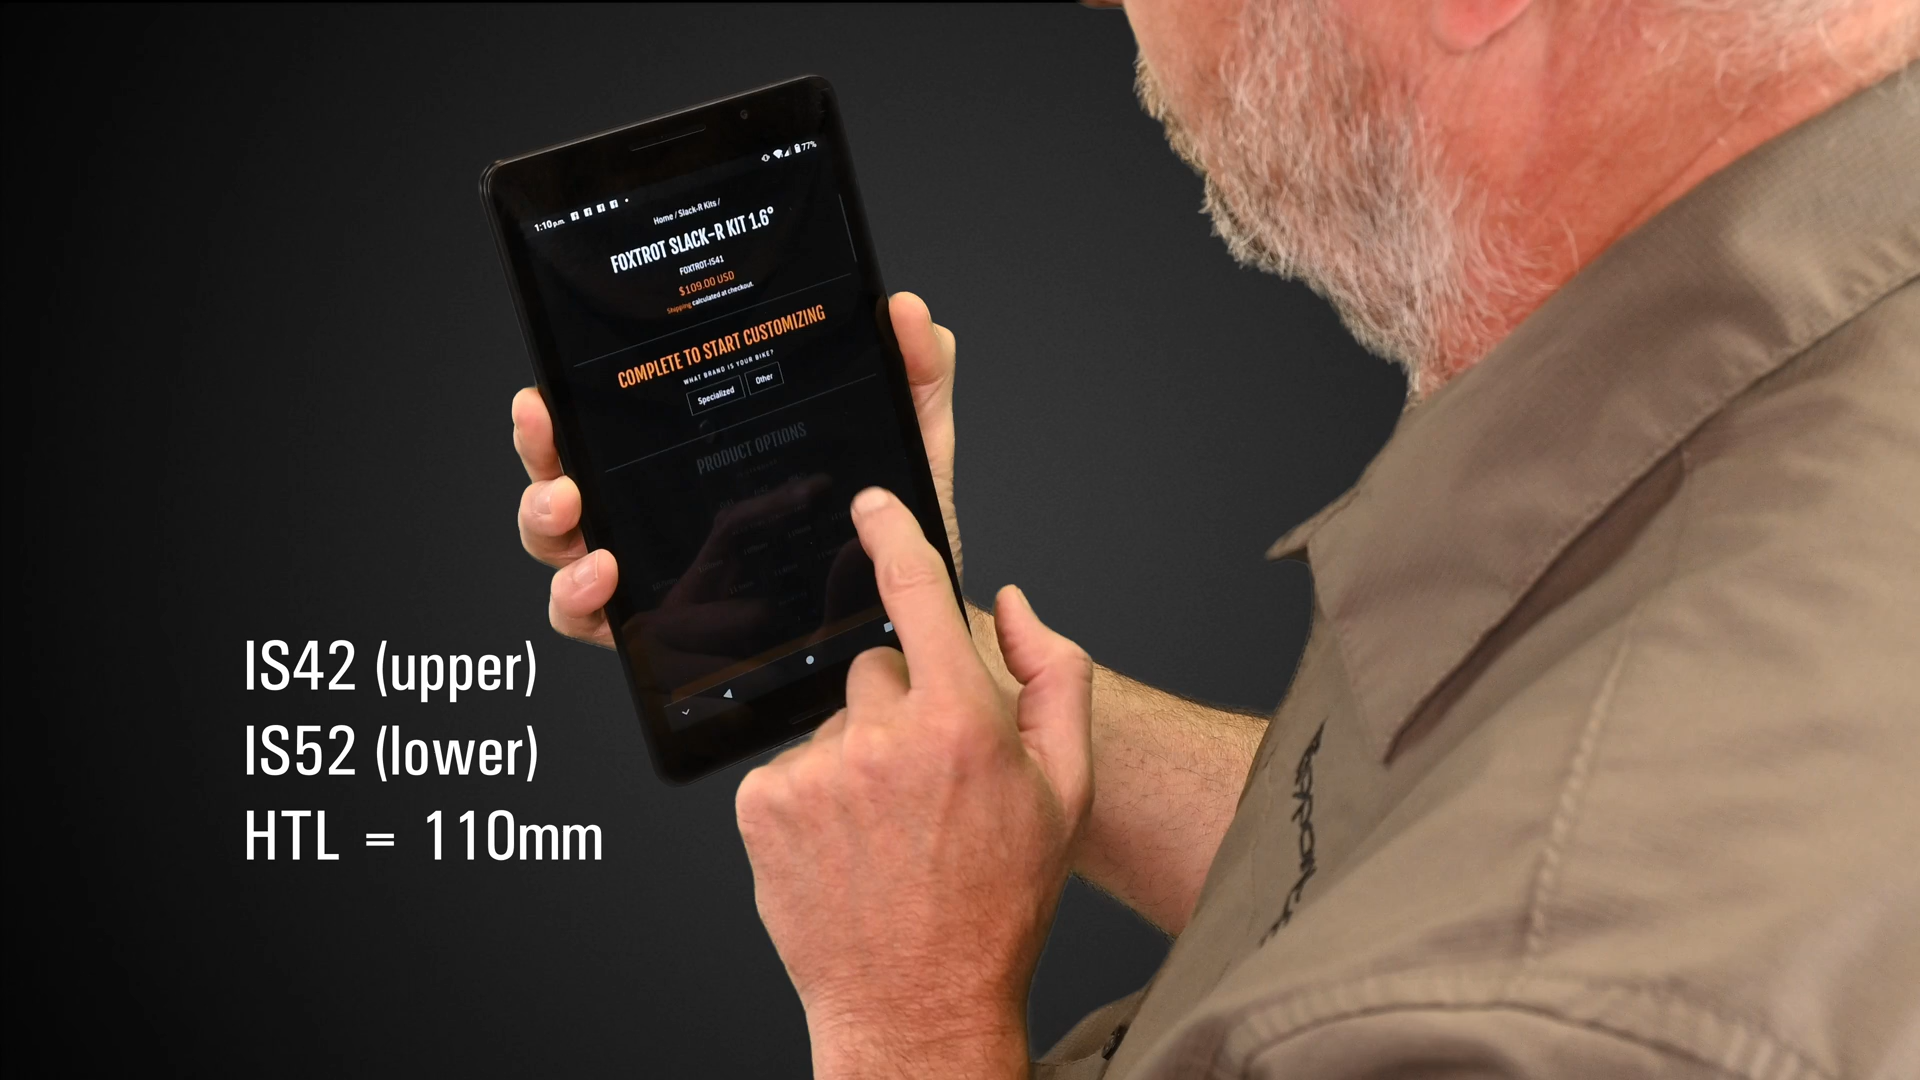 77%
1:10 p.m.
Home / Slack-R Kits /
FOXTROT SLACK-R KIT 1.6°
FOXTROT-IS41
$109.00 USD
Shipping calculated at checkout.
COMPLETE TO START CUSTOMIZING
WHAT BRAND IS YOUR BIKE?
Specialized
Other
PRODUCT OPTIONS
IS42 (upper)
IS52 (lower)
HTL = 110mm